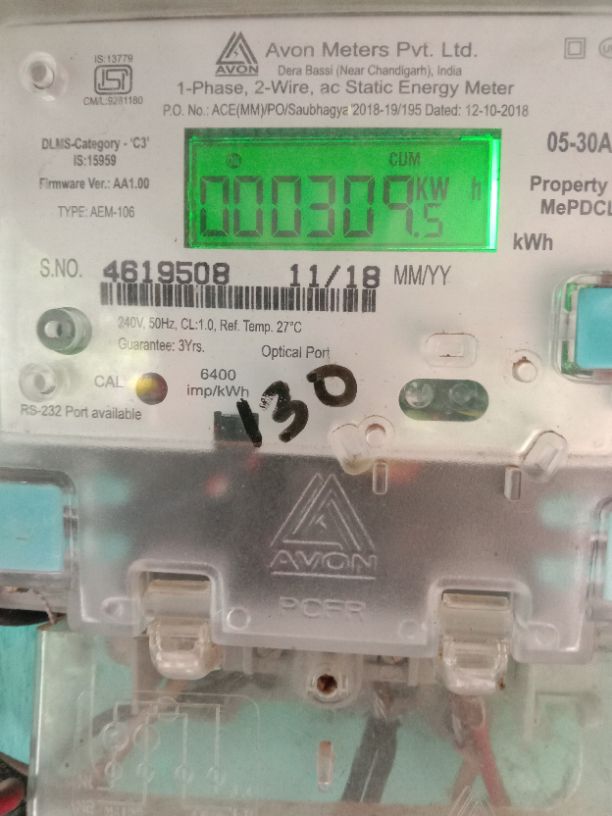 IS:13779
CM/L:9281180
AVON
Avon Meters Pvt. Ltd.
Dera Bassi (Near Chandigarh), India
1-Phase, 2-Wire, ac Static Energy Meter
P.O. No.: ACE(MM)/PO/Saubhagya 2018-19/195 Dated: 12-10-2018
DLMS-Category - 'C3'
IS:15959
Firmware Ver.: AA1.00
TYPE: AEM-106
CUM
000309.5 KW h
kWh
05-30A
Property
MePDCL
S.NO. 4619508 11/18 MM/YY
240V, 50Hz, CL:1.0, Ref. Temp. 27°C
Guarantee: 3Yrs.
Optical Port
CAL
6400
imp/kWh
RS-232 Port available
130
AVON